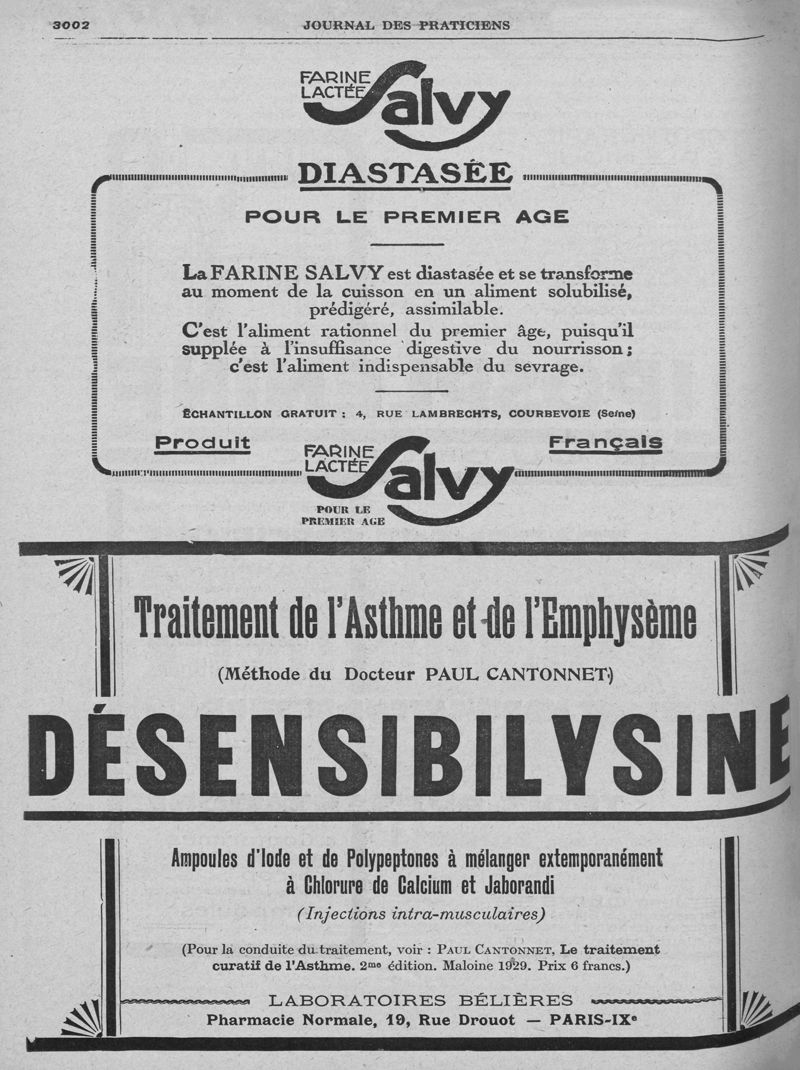 3002
JOURNAL DES PRATICIENS
FARINE
LACTÉE Salvy
DIASTASÉE
POUR LE PREMIER AGE
La FARINE SALVY est diastasée et se transforme
au moment de la cuisson en un aliment solubilisé,
prédigéré, assimilable.
C'est l'aliment rationnel du premier âge, puisqu'il
supplée à l'insuffisance digestive du nourrisson;
c'est l'aliment indispensable du sevrage.
ÉCHANTILLON GRATUIT : 4, RUE LAMBRECHTS, COURBEVOIE (Seine)
Produit
Français
FARINE
LACTÉE Salvy
POUR LE
PREMIER AGE
Traitement de l'Asthme et de l'Emphysème
(Méthode du Docteur PAUL CANTONNET)
DÉSENSIBILYSINE
Ampoules d'Iode et de Polypeptones à mélanger extemporanément
à Chlorure de Calcium et Jaborandi
(Injections intra-musculaires)
(Pour la conduite du traitement, voir : PAUL CANTONNET, Le traitement
curatif de l'Asthme. 2me édition. Maloine 1929. Prix 6 francs.)
LABORATOIRES BÉLIÈRES
Pharmacie Normale, 19, Rue Drouot — PARIS-IXe